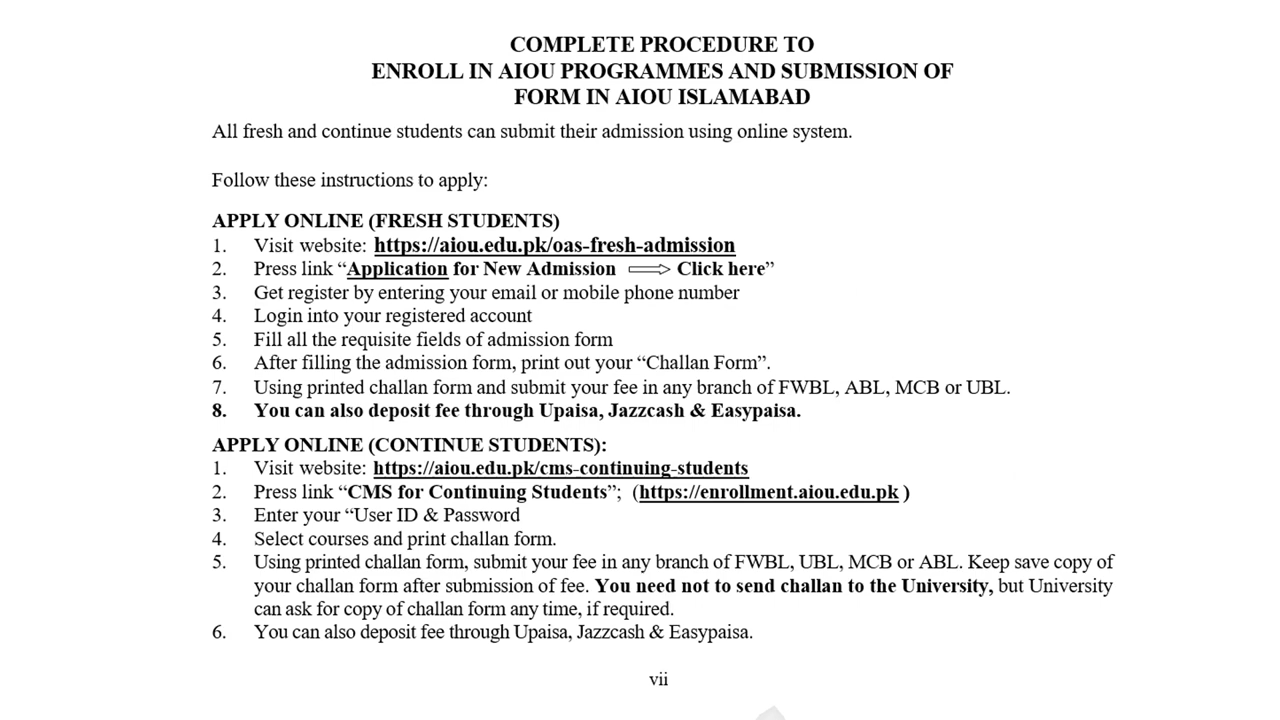 COMPLETE PROCEDURE TO
ENROLL IN AIOU PROGRAMMES AND SUBMISSION OF
FORM IN AIOU ISLAMABAD
All fresh and continue students can submit their admission using online system.
Follow these instructions to apply:
APPLY ONLINE (FRESH STUDENTS)
1. Visit website: https://aiou.edu.pk/oas-fresh-admission
2. Press link “Application for New Admission ⇒ Click here”
3. Get register by entering your email or mobile phone number
4. Login into your registered account
5. Fill all the requisite fields of admission form
6. After filling the admission form, print out your “Challan Form”.
7. Using printed challan form and submit your fee in any branch of FWBL, ABL, MCB or UBL.
8. You can also deposit fee through Upaisa, Jazzcash & Easypaisa.
APPLY ONLINE (CONTINUE STUDENTS):
1. Visit website: https://aiou.edu.pk/cms-continuing-students
2. Press link “CMS for Continuing Students”; (https://enrollment.aiou.edu.pk )
3. Enter your “User ID & Password
4. Select courses and print challan form.
5. Using printed challan form, submit your fee in any branch of FWBL, UBL, MCB or ABL. Keep save copy of
your challan form after submission of fee. You need not to send challan to the University, but University
can ask for copy of challan form any time, if required.
6. You can also deposit fee through Upaisa, Jazzcash & Easypaisa.
vii